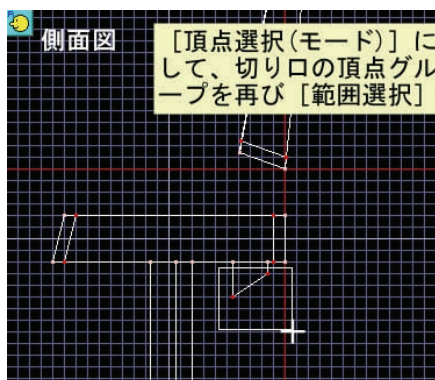 側面図
［頂点選択(モード)］に
して、切り口の頂点グル
ープを再び［範囲選択］